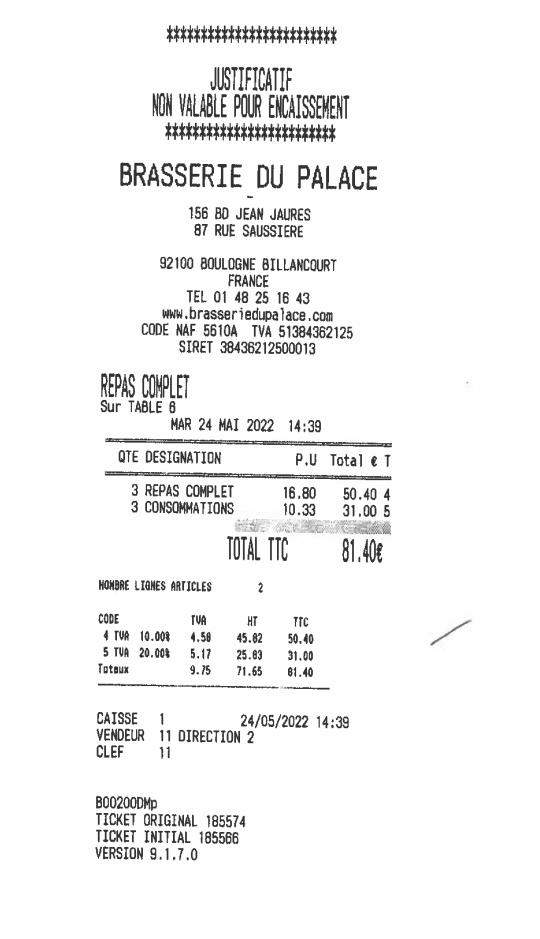 ************************
JUSTIFICATIF
NON VALABLE POUR ENCAISSEMENT
************************
BRASSERIE DU PALACE
-
156 BD JEAN JAURES
87 RUE SAUSSIERE
92100 BOULOGNE BILLANCOURT
FRANCE
TEL 01 48 25 16 43
www.brasseriedupalace.com
CODE NAF 5610A TVA 51384362125
SIRET 38436212500013
REPAS COMPLET
Sur TABLE 6
MAR 24 MAI 2022 14:39
QTE DESIGNATION P.U Total € T
3 REPAS COMPLET 16.80 50.40 4
3 CONSOMMATIONS 10.33 31.00 5
TOTAL TTC 81.40€
NOMBRE LIGNES ARTICLES 2
CODE TVA HT TTC
4 TVA 10.00% 4.58 45.82 50.40
5 TVA 20.00% 5.17 25.83 31.00
Totaux 9.75 71.65 81.40
CAISSE 1 24/05/2022 14:39
VENDEUR 11 DIRECTION 2
CLEF 11
B00200DMp
TICKET ORIGINAL 185574
TICKET INITIAL 185566
VERSION 9.1.7.0